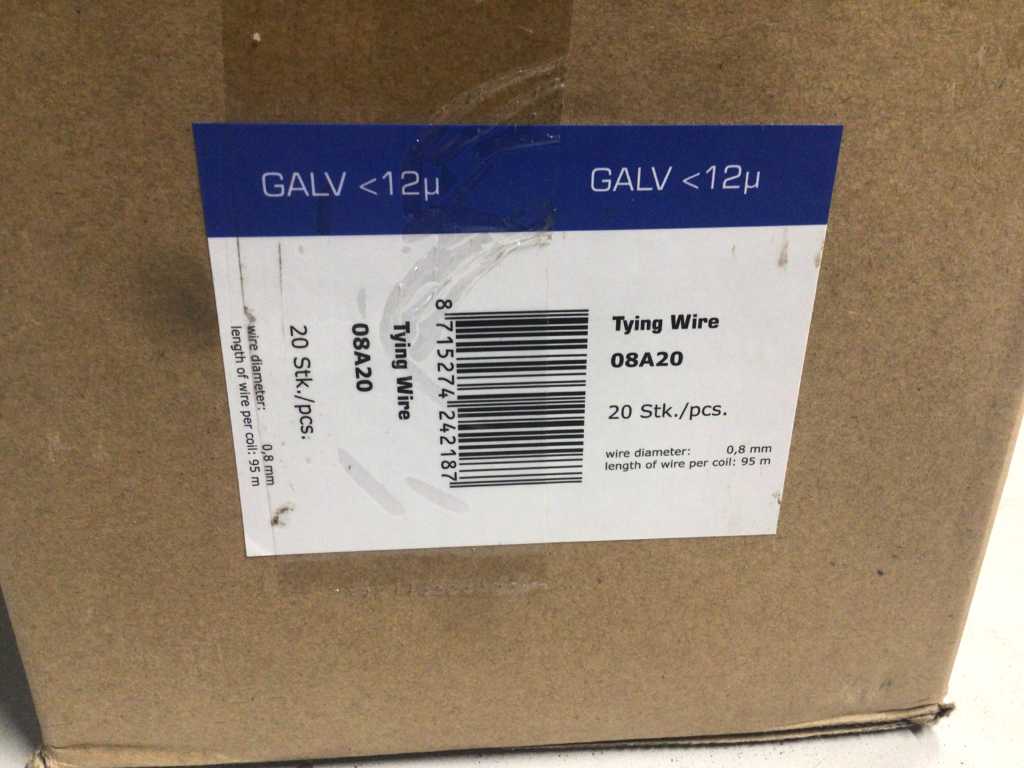 GALV <12µ
GALV <12µ
Tying Wire
08A20
20 Stk./pcs.
wire diameter: 0,8 mm
length of wire per coil: 95 m
8 715274 242187
Tying Wire
08A20
20 Stk./pcs.
wire diameter: 0,8 mm
length of wire per coil: 95 m